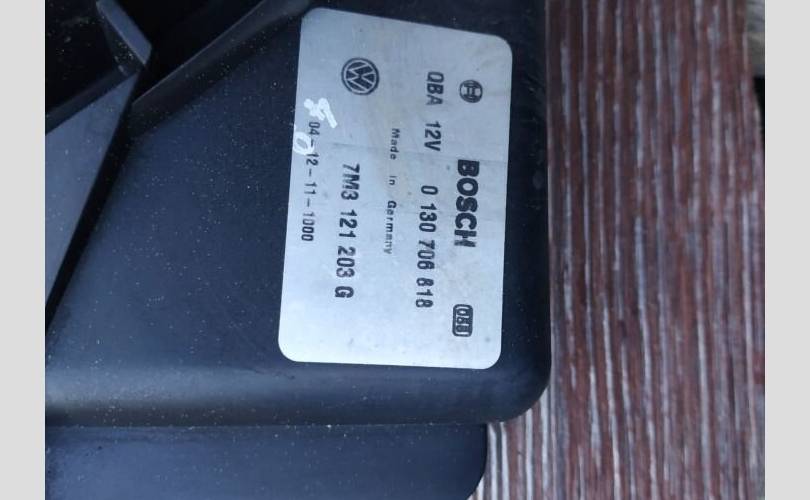 BOSCH
QBA 12V 0 130 706 818
Made in Germany
7M3 121 203 G
04-12-11-1000